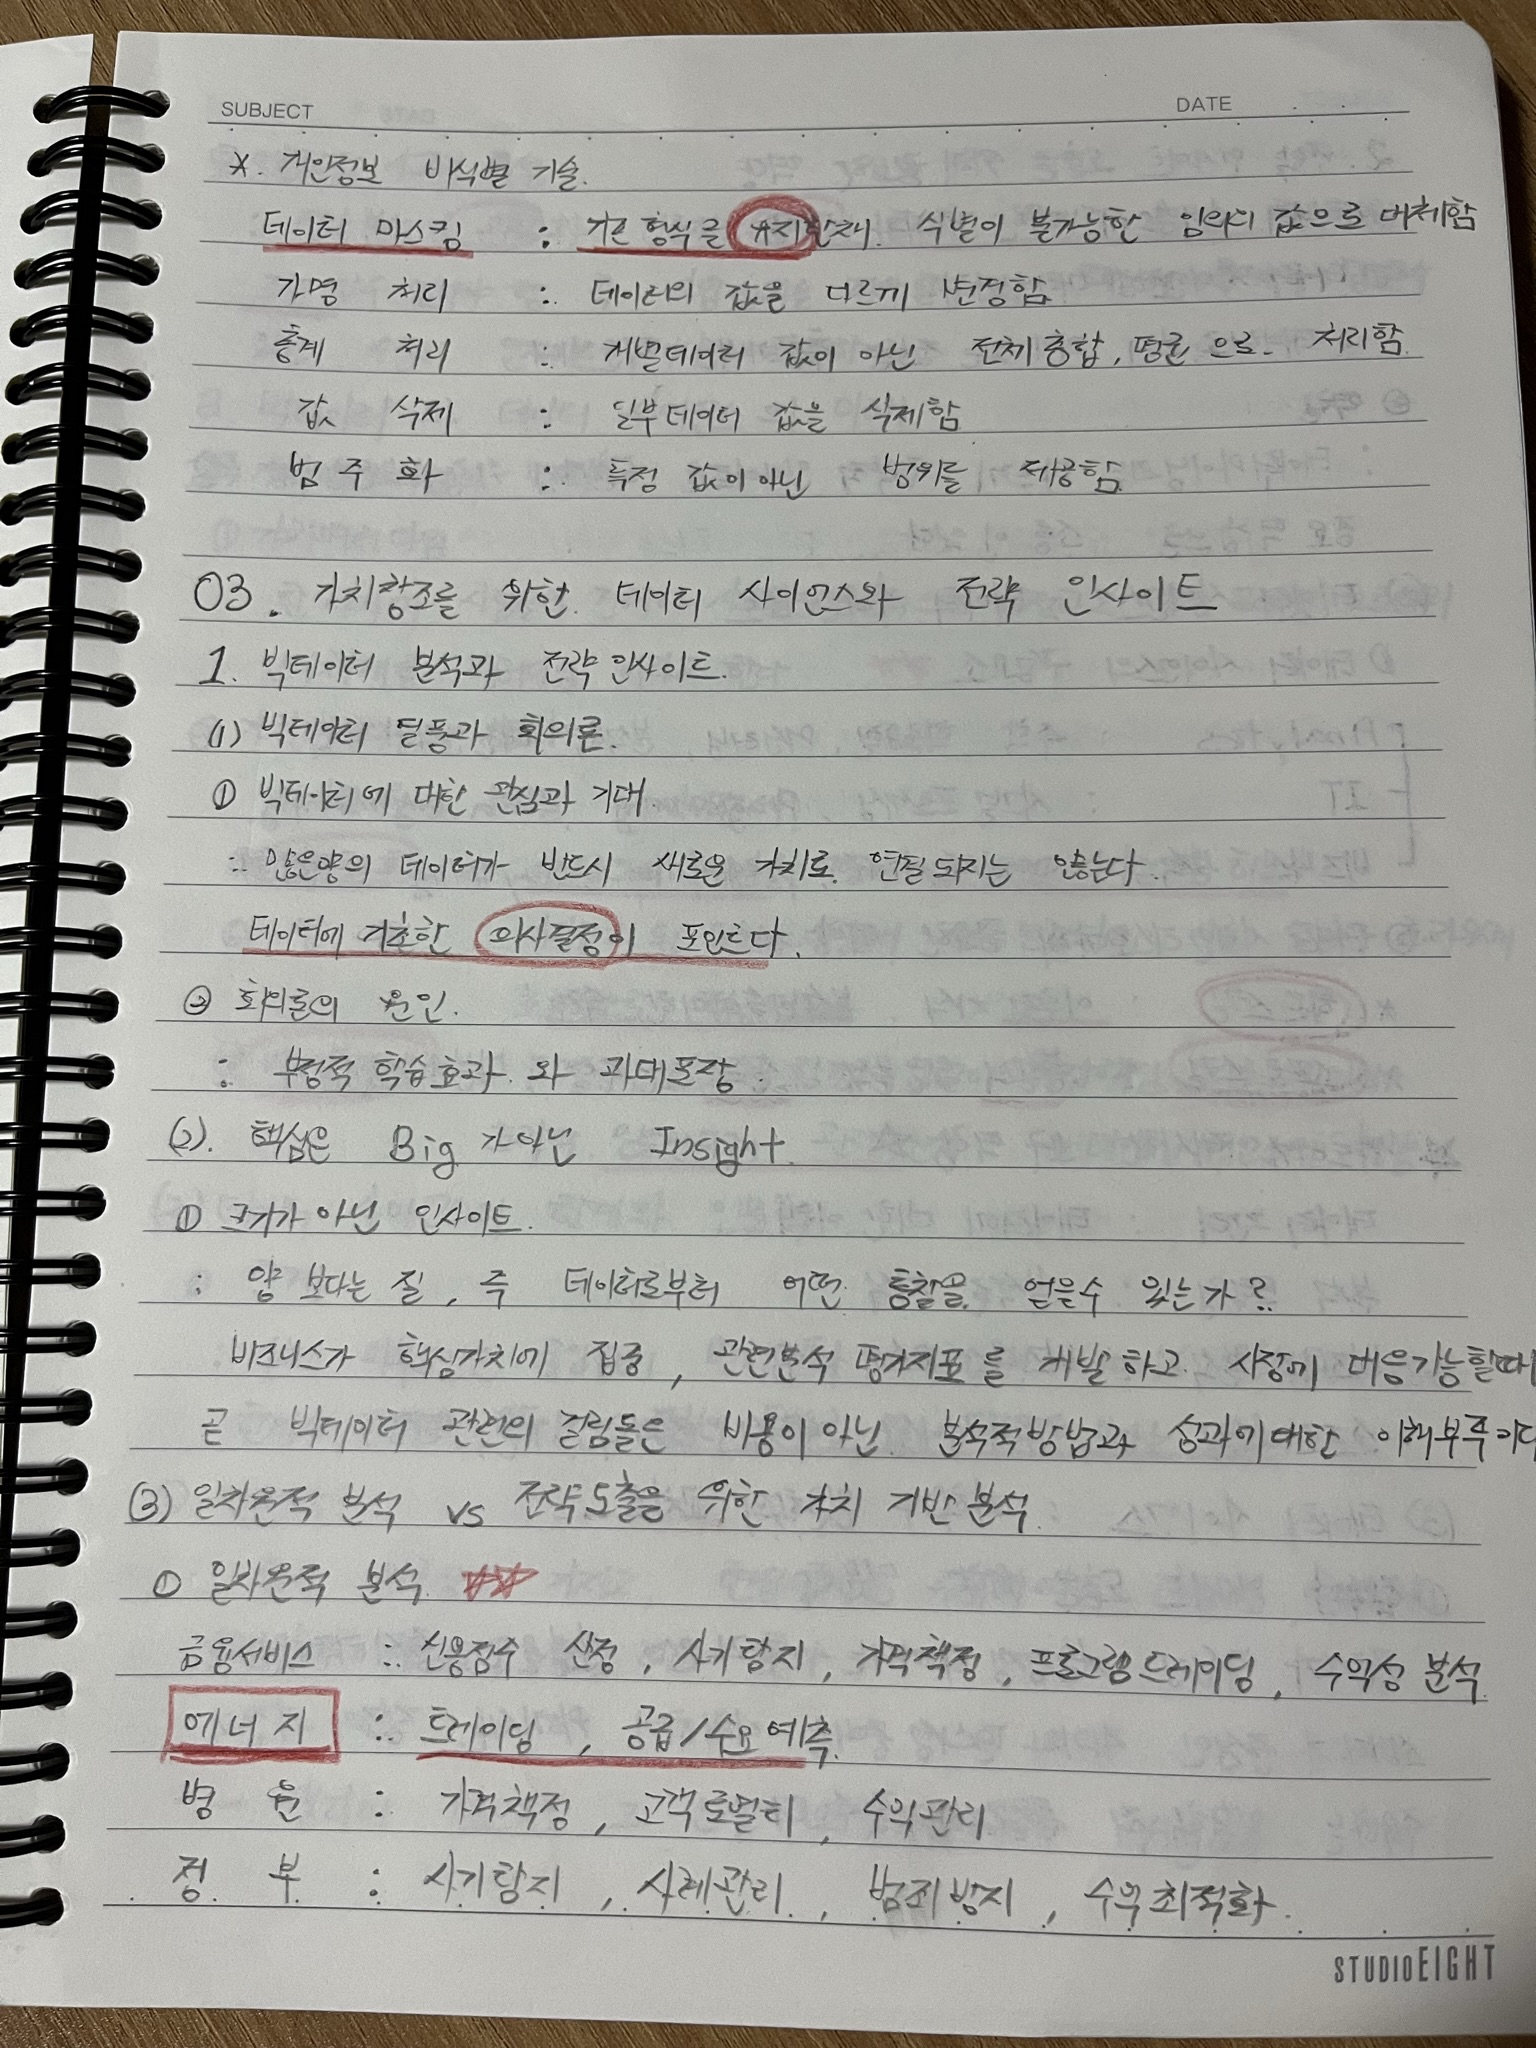 SUBJECT DATE
*. 개인정보 비식별 기술.
데이터 마스킹 : 기존 형식을 유지한채. 식별이 불가능한 임의의 값으로 대체함
가명 처리 : 데이터의 값을 다르게 변경함
총계 처리 : 개별데이터 값이 아닌 전체총합, 평균으로 처리함.
값 삭제 : 일부데이터 값을 삭제함
범주화 : 특정 값이 아닌 범위를 제공함
03. 가치창조를 위한 데이터 사이언스와 전략 인사이트
1. 빅데이터 분석과 전략인사이트.
(1) 빅데이터 열풍과 회의론.
① 빅데이터에 대한 관심과 기대.
: 많은양의 데이터가 반드시 새로운 가치로 연결되지는 않는다.
데이터에 기초한 의사결정이 포인트다.
② 회의론의 원인.
: 부정적 학습효과 와 과대포장.
(2). 핵심은 Big 가아닌 Insight.
① 크기가 아닌 인사이트.
: 양 보다는 질, 즉 데이터로부터 어떤 통찰을 얻을수 있는가?
비즈니스가 핵심가치에 집중, 관련분석 평가지표를 개발하고 시장에 대응가능할때
곧 빅데이터 관련의 걸림돌은 비용이 아닌 분석적방법과 성과에대한 이해부족이다
(3) 일차원적 분석 vs 전략도출을 위한 가치 기반분석.
① 일차원적 분석. ☆☆
금융서비스 : 신용점수 산정, 사기탐지, 가격책정, 프로그램트레이딩, 수익성 분석.
에너지 : 트레이딩, 공급/수요예측.
병원 : 가격책정, 고객로열티, 수익관리
정부 : 사기탐지, 사례관리, 범죄방지, 수익최적화.
STUDIOEIGHT